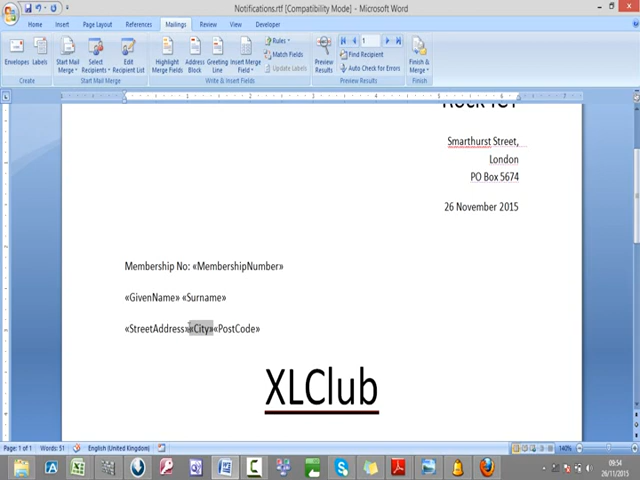 Notifications.rtf [Compatibility Mode] - Microsoft Word
Home Insert Page Layout References Mailings Review View Developer
Envelopes Labels
Start Mail Merge Select Recipients Edit Recipient List
Highlight Merge Fields Address Block Greeting Line Insert Merge Field
Rules
Match Fields
Update Labels
Preview Results
1
Find Recipient
Auto Check for Errors
Finish & Merge
Create Start Mail Merge Write & Insert Fields Preview Results Finish
Smarthurst Street,
London
PO Box 5674
26 November 2015
Membership No: «MembershipNumber»
«GivenName» «Surname»
«StreetAddress»«City»«PostCode»
XLClub
Page: 1 of 1 Words: 51 English (United Kingdom) 140%
09:54
26/11/2015